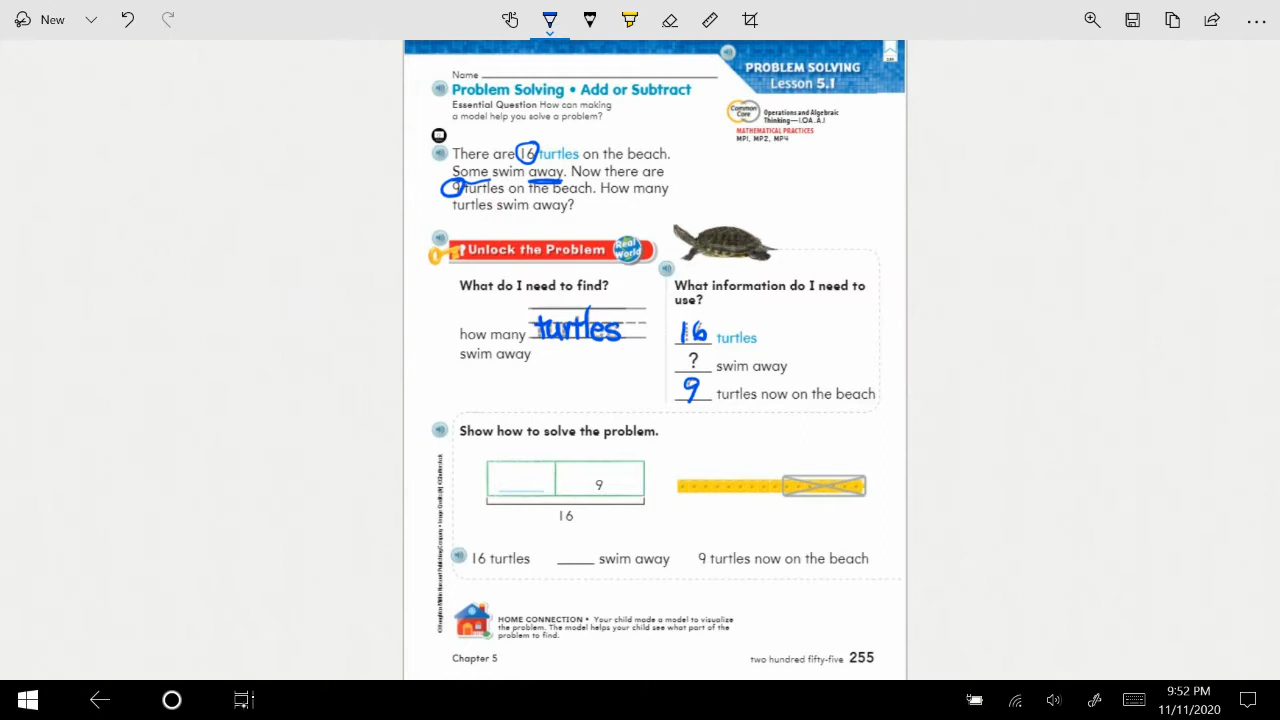 New
PROBLEM SOLVING
Lesson 5.1
Name
Problem Solving • Add or Subtract
Essential Question How can making
a model help you solve a problem?
Common
Core
Operations and Algebraic
Thinking—1.OA.A.1
MATHEMATICAL PRACTICES
MP1, MP2, MP4
There are 16 turtles on the beach.
Some swim away. Now there are
9 turtles on the beach. How many
turtles swim away?
Unlock the Problem
Real
World
What do I need to find?
how many turtles
swim away
What information do I need to
use?
16 turtles
? swim away
9 turtles now on the beach
Show how to solve the problem.
9
16
16 turtles ____ swim away 9 turtles now on the beach
HOME CONNECTION • Your child made a model to visualize
the problem. The model helps your child see what part of the
problem to find.
Chapter 5
two hundred fifty-five 255
9:52 PM
11/11/2020